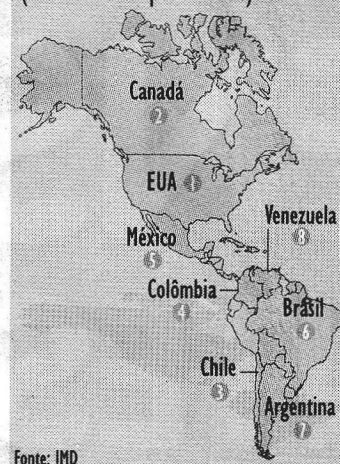 Canadá
2
EUA 1
Venezuela
8
México
5
Colômbia
4
Brasil
6
Chile
3
Argentina
7
Fonte: IMD